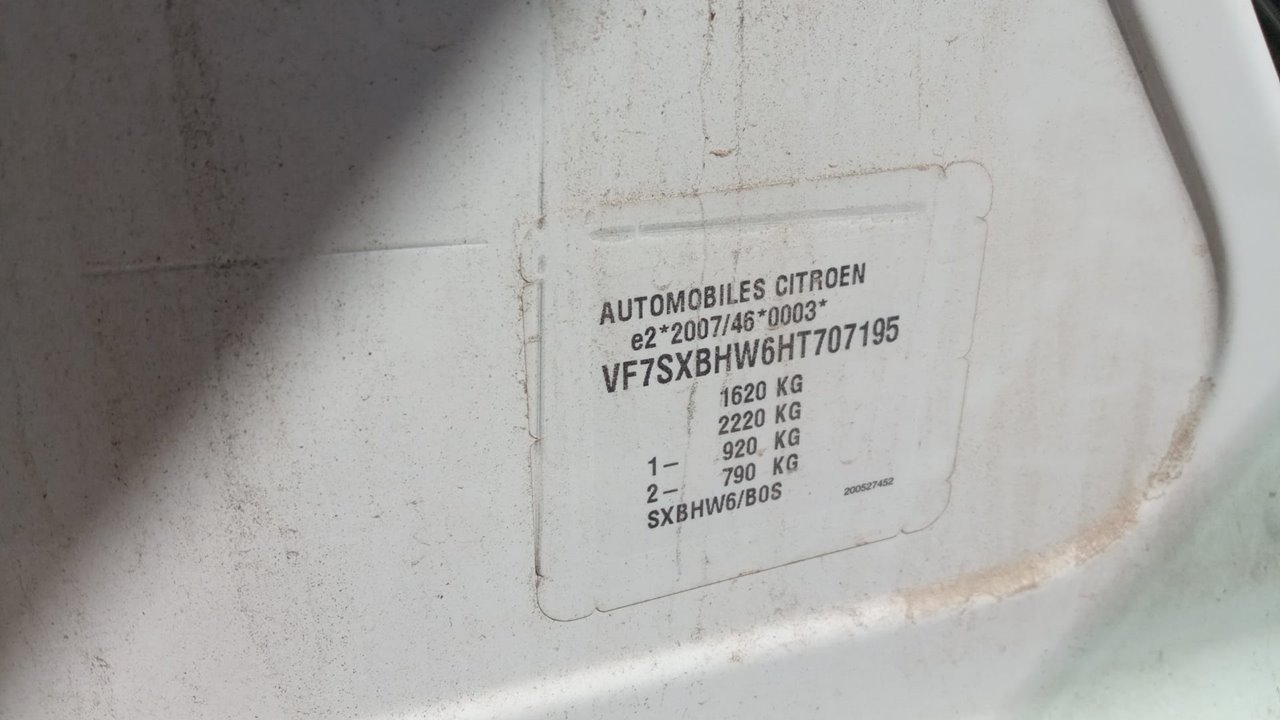 AUTOMOBILES CITROEN
e2*2007/46*0003*
VF7SXBHW6HT707195
1620 KG
2220 KG
1- 920 KG
2- 790 KG
SXBHW6/B0S 200527452